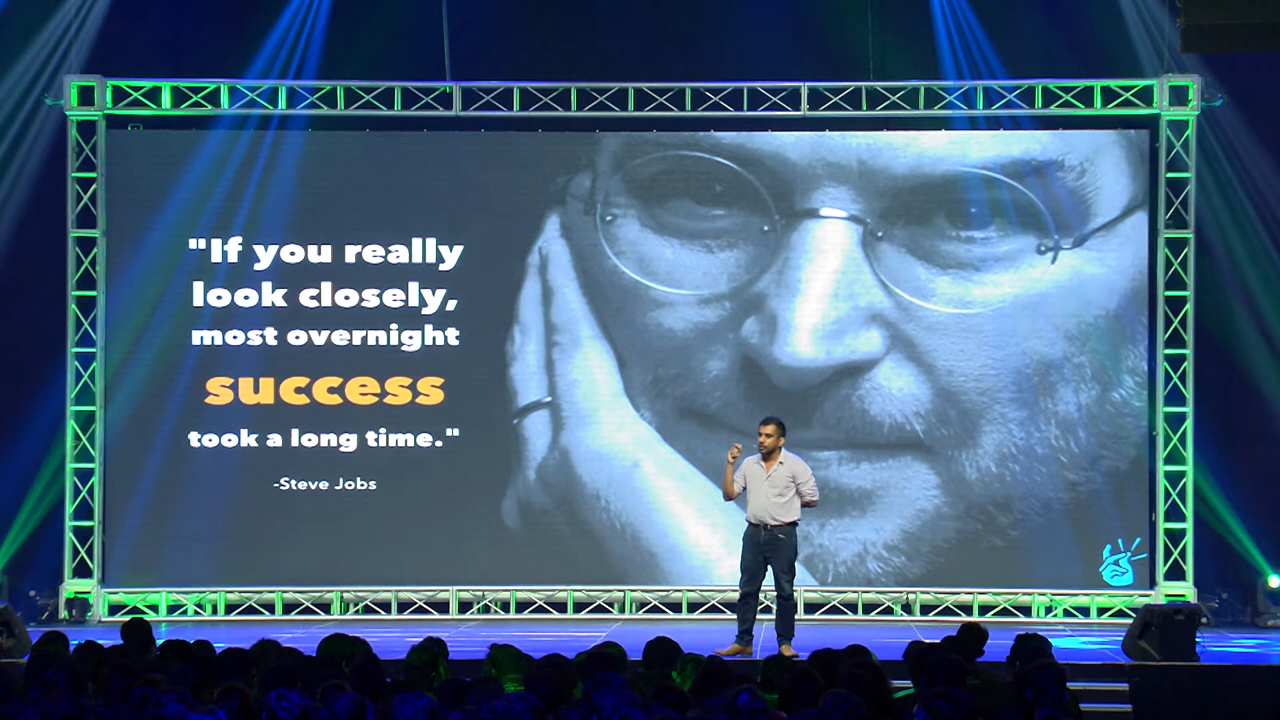 "If you really
look closely,
most overnight
success
took a long time."
-Steve Jobs